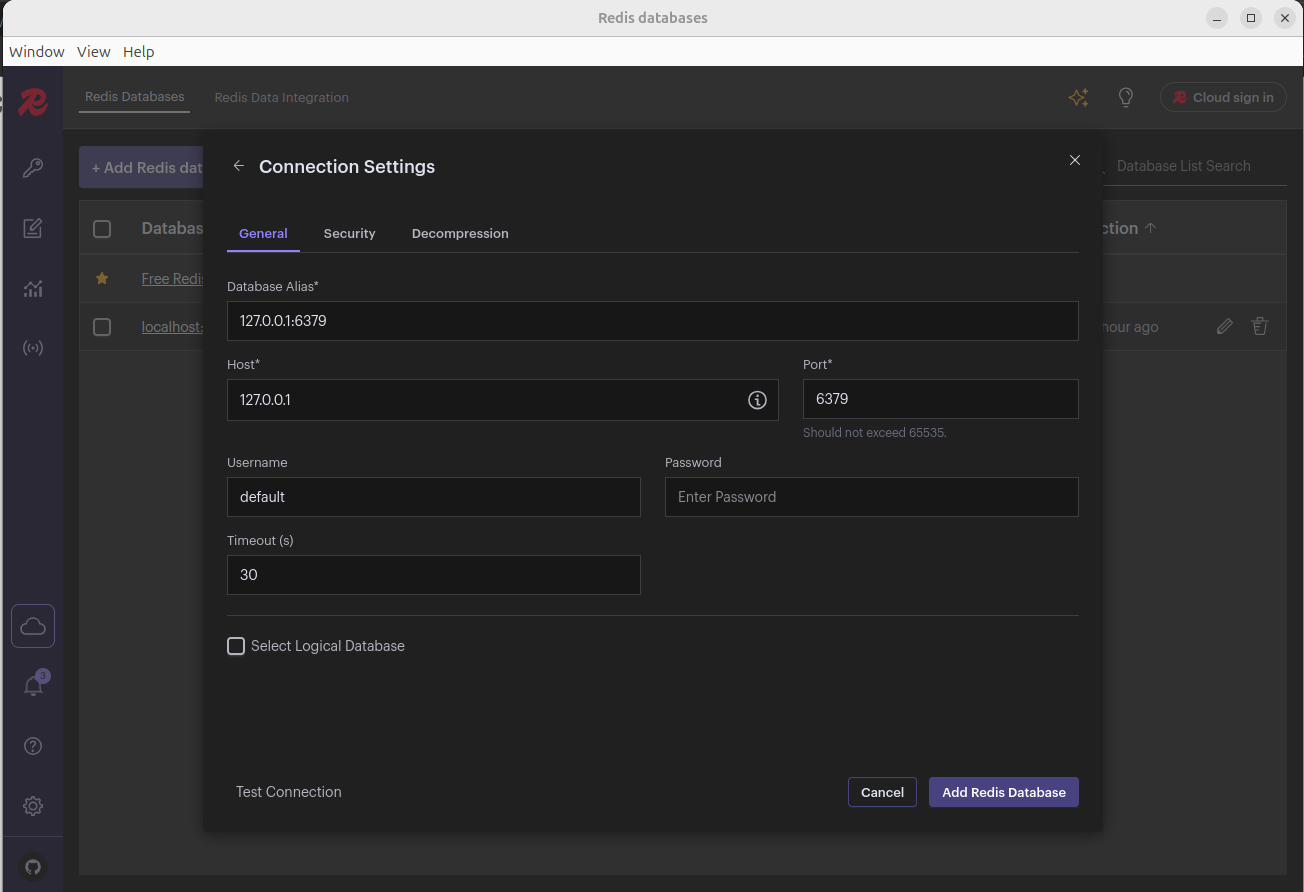 Redis databases
Window View Help
Redis Databases Redis Data Integration Cloud sign in
+ Add Redis dat Database List Search
Connection Settings
General Security Decompression
Databas ction ↑
Free Redis
localhost: hour ago
Database Alias*
127.0.0.1:6379
Host* Port*
127.0.0.1 6379
Should not exceed 65535.
Username Password
default Enter Password
Timeout (s)
30
Select Logical Database
3
Test Connection Cancel Add Redis Database